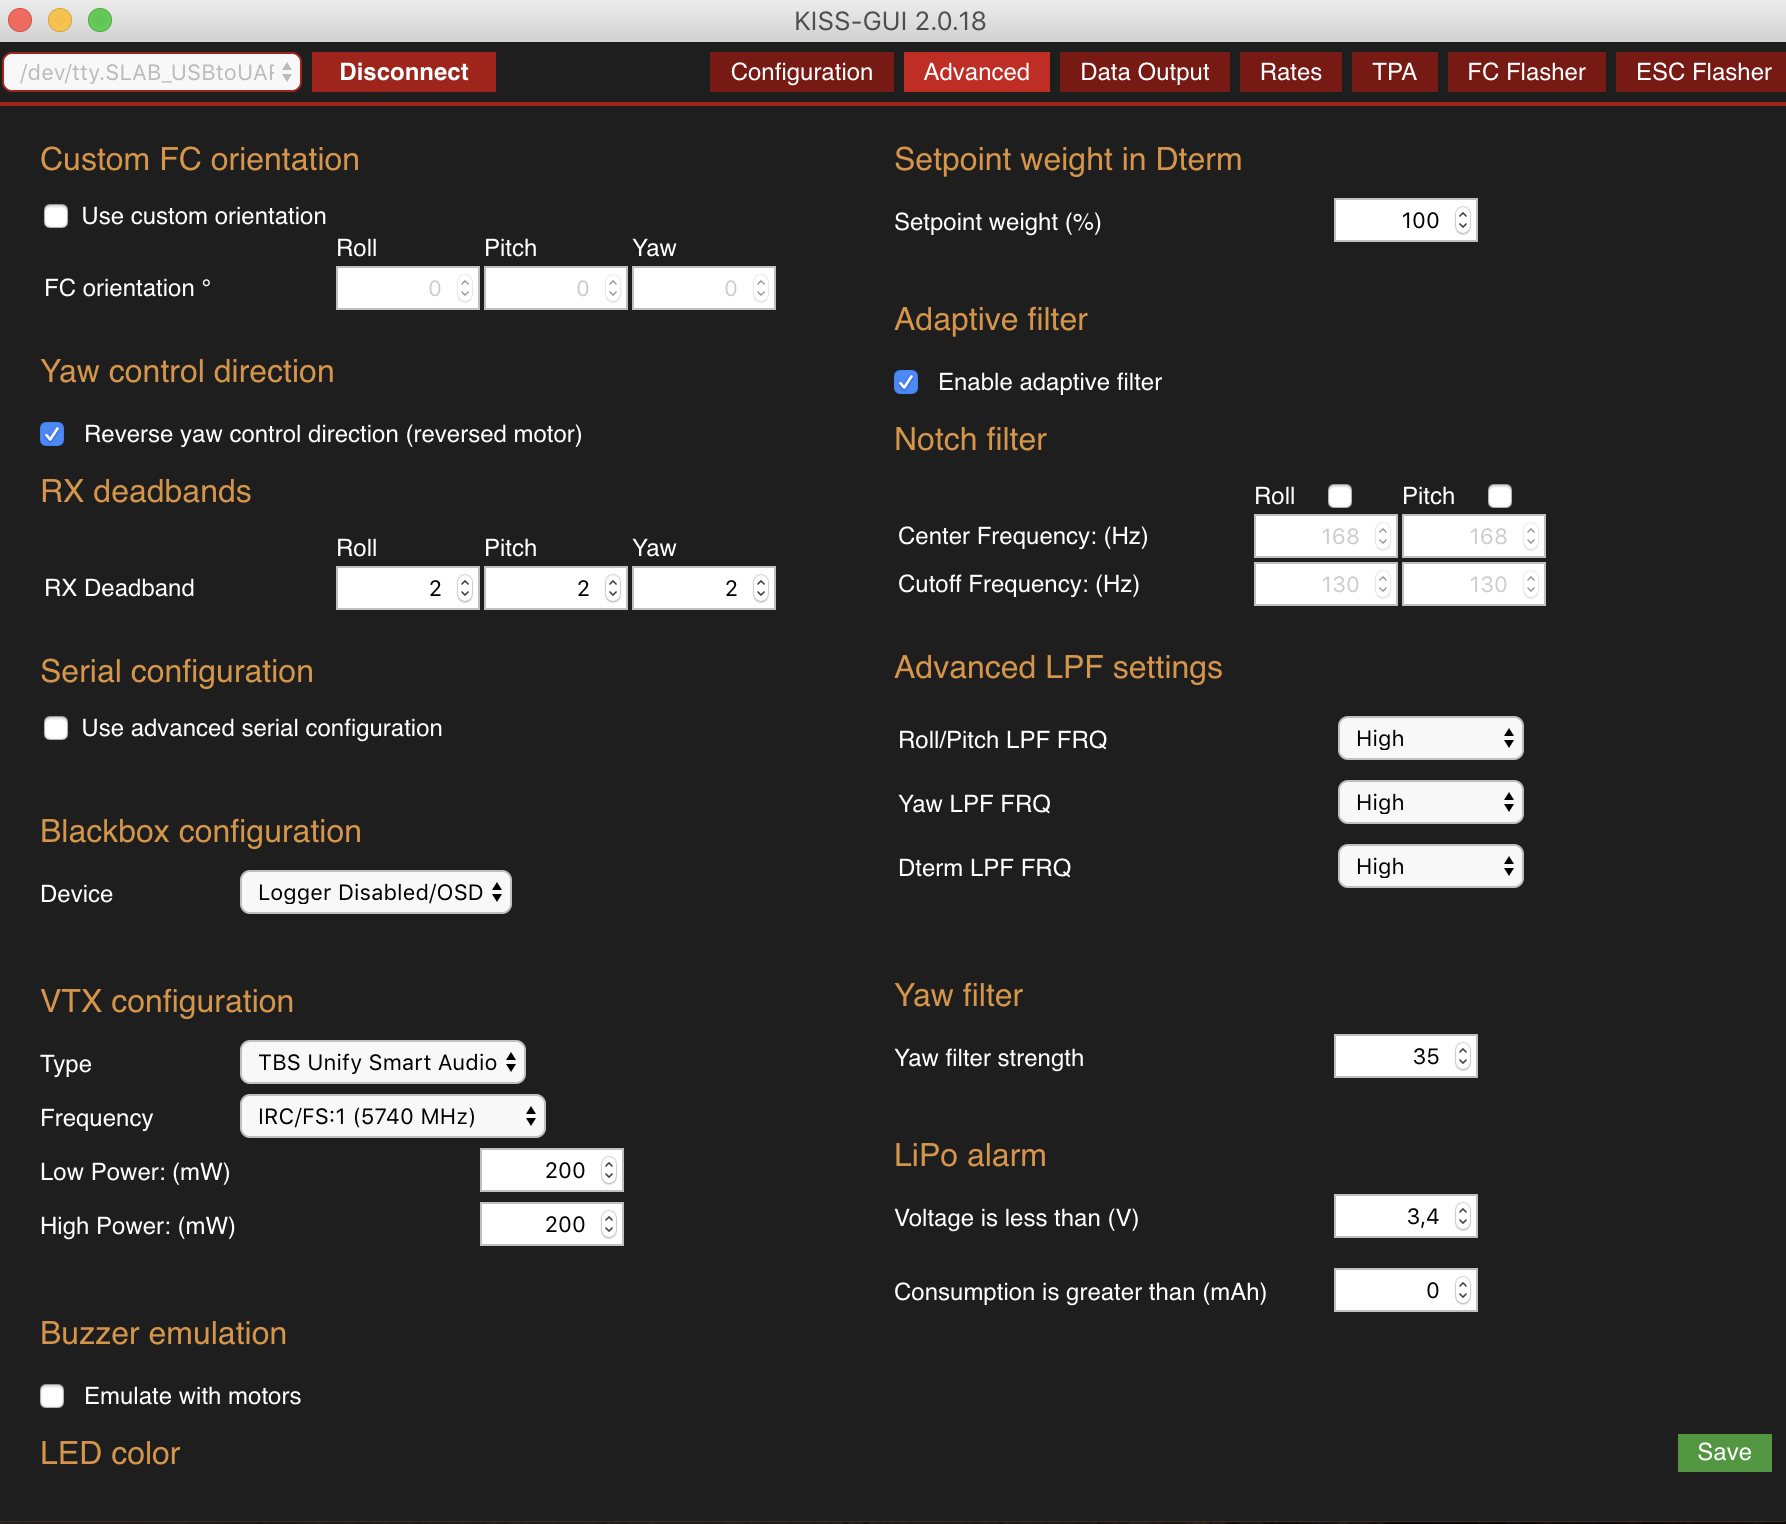 KISS-GUI 2.0.18
/dev/tty.SLAB_USBtoUAR Disconnect Configuration Advanced Data Output Rates TPA FC Flasher ESC Flasher
Custom FC orientation
Use custom orientation
Roll Pitch Yaw
FC orientation ° 0 0 0
Yaw control direction
Reverse yaw control direction (reversed motor)
RX deadbands
Roll Pitch Yaw
RX Deadband 2 2 2
Serial configuration
Use advanced serial configuration
Blackbox configuration
Device Logger Disabled/OSD
VTX configuration
Type TBS Unify Smart Audio
Frequency IRC/FS:1 (5740 MHz)
Low Power: (mW) 200
High Power: (mW) 200
Buzzer emulation
Emulate with motors
LED color
Setpoint weight in Dterm
Setpoint weight (%) 100
Adaptive filter
Enable adaptive filter
Notch filter
Roll Pitch
Center Frequency: (Hz) 168 168
Cutoff Frequency: (Hz) 130 130
Advanced LPF settings
Roll/Pitch LPF FRQ High
Yaw LPF FRQ High
Dterm LPF FRQ High
Yaw filter
Yaw filter strength 35
LiPo alarm
Voltage is less than (V) 3,4
Consumption is greater than (mAh) 0
Save